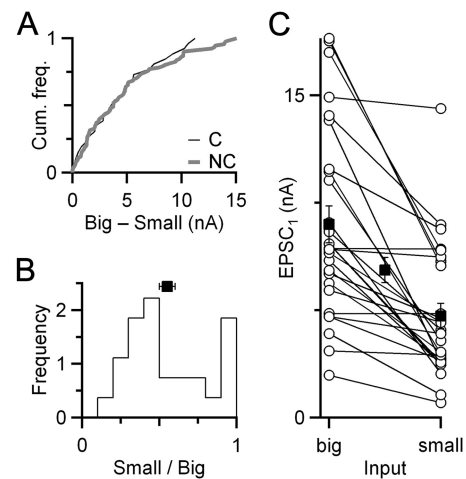 A
1
Cum. freq.
C
NC
0
0 5 10 15
Big – Small (nA)
B
2
Frequency
1
0
0 1
Small / Big
C
15
EPSC₁ (nA)
0
big small
Input